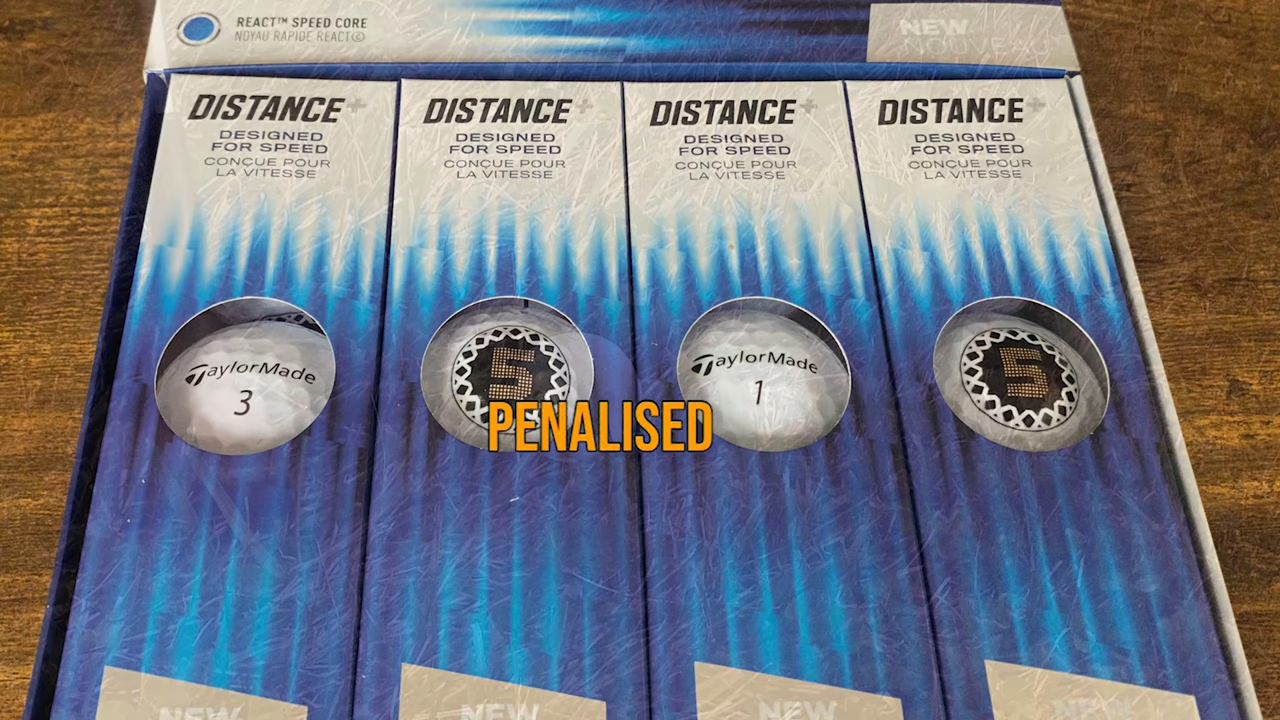 REACT™ SPEED CORE
NOYAU RAPIDE REACT
NEW
NOUVEAU
DISTANCE+
DESIGNED
FOR SPEED
CONÇUE POUR
LA VITESSE
DISTANCE+
DESIGNED
FOR SPEED
CONÇUE POUR
LA VITESSE
DISTANCE+
DESIGNED
FOR SPEED
CONÇUE POUR
LA VITESSE
DISTANCE+
DESIGNED
FOR SPEED
CONÇUE POUR
LA VITESSE
TaylorMade
3
5
TaylorMade
1
5
PENALISED
NEW
NEW
NEW
NEW